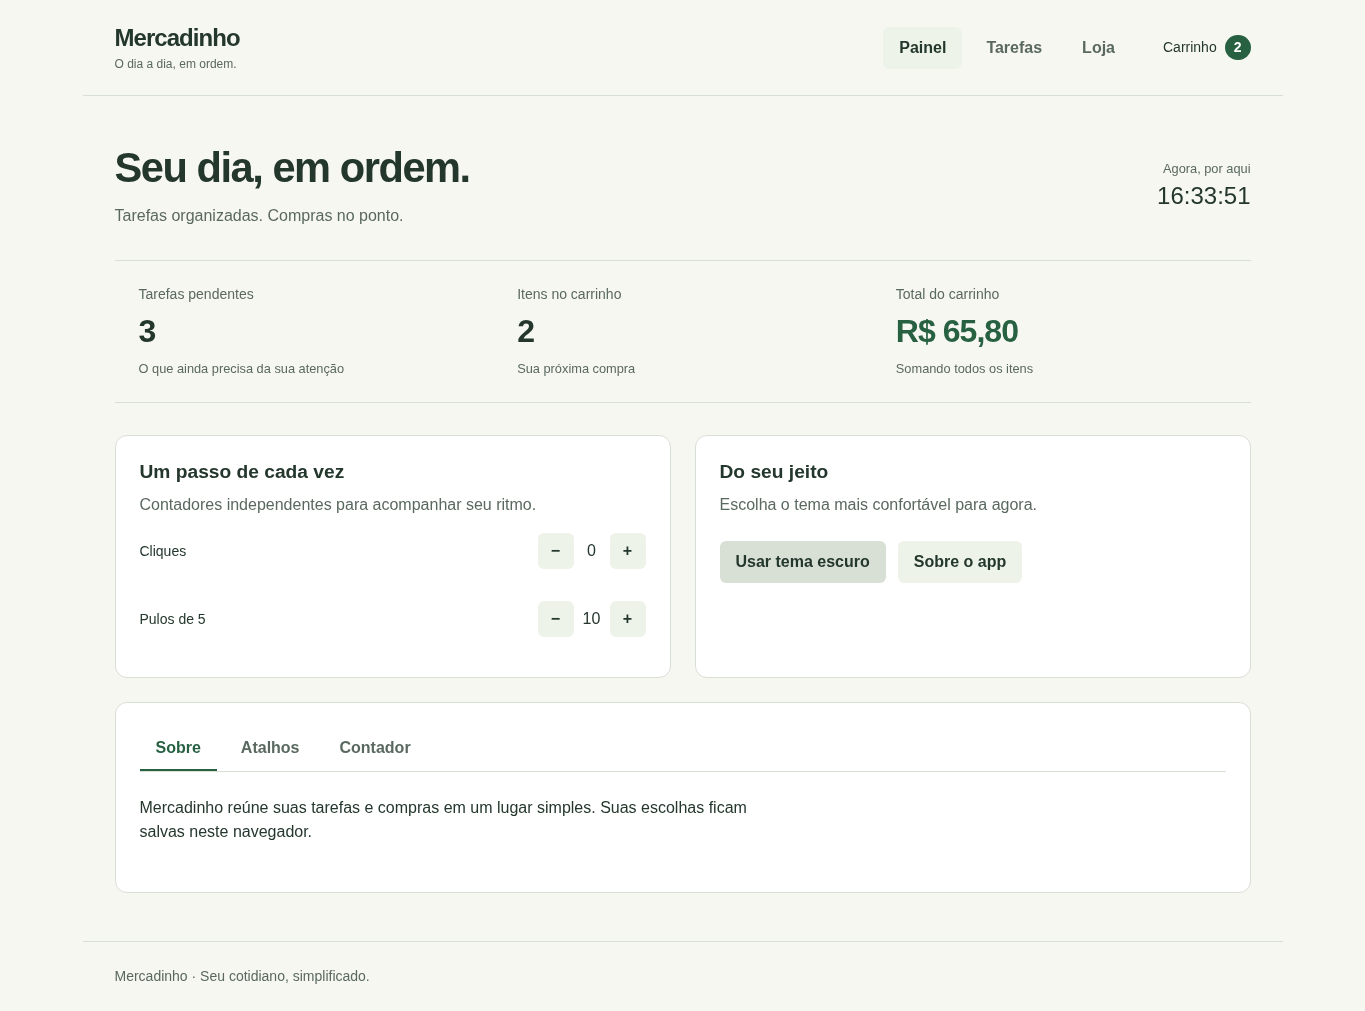 Mercadinho
O dia a dia, em ordem.
Painel
Tarefas
Loja
Carrinho 2
Seu dia, em ordem.
Tarefas organizadas. Compras no ponto.
Agora, por aqui
16:33:51
Tarefas pendentes
3
O que ainda precisa da sua atenção
Itens no carrinho
2
Sua próxima compra
Total do carrinho
R$ 65,80
Somando todos os itens
Um passo de cada vez
Contadores independentes para acompanhar seu ritmo.
Cliques − 0 +
Pulos de 5 − 10 +
Do seu jeito
Escolha o tema mais confortável para agora.
Usar tema escuro
Sobre o app
Sobre
Atalhos
Contador
Mercadinho reúne suas tarefas e compras em um lugar simples. Suas escolhas ficam
salvas neste navegador.
Mercadinho · Seu cotidiano, simplificado.